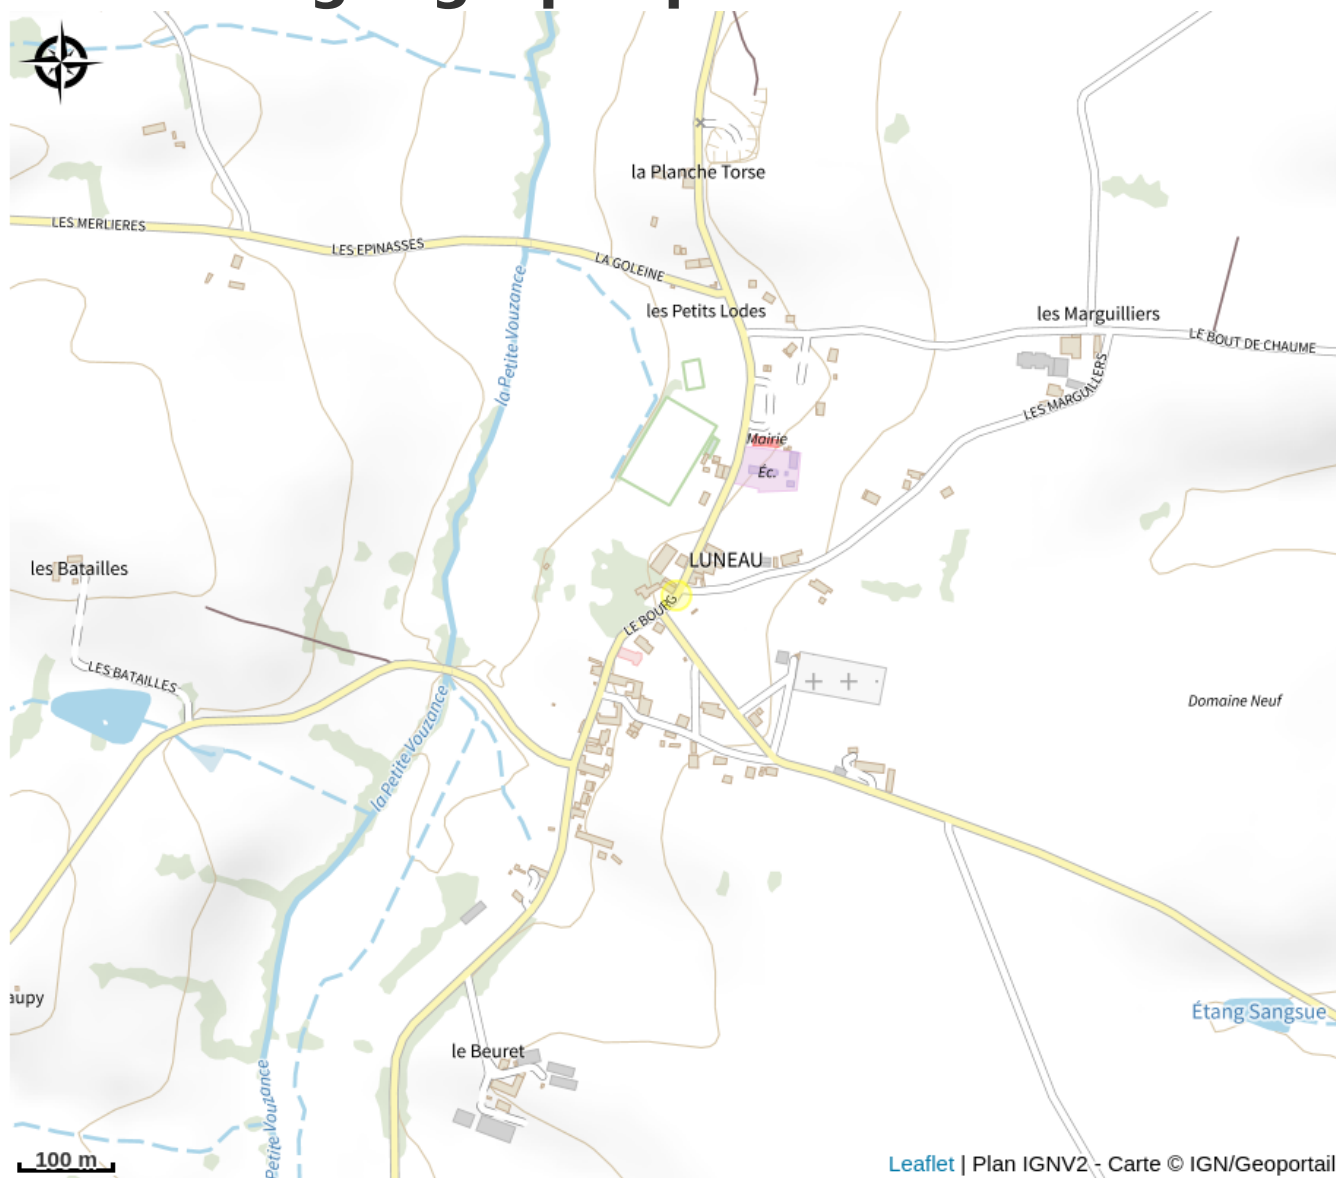 la Planche Torse
LES MERLIERES
LES EPINASSES
LA GOLEINE
la Petite Vouzance
les Petits Lodes
les Marguilliers
LE BOUT DE CHAUME
LES MARGUILLERS
Mairie
Éc.
LUNEAU
les Batailles
LE BOURG
LES BATAILLES
Domaine Neuf
la Petite Vouzance
aupy
Étang Sangsue
le Beuret
Petite Vouzance
100 m
Leaflet | Plan IGNV2 - Carte © IGN/Geoportail